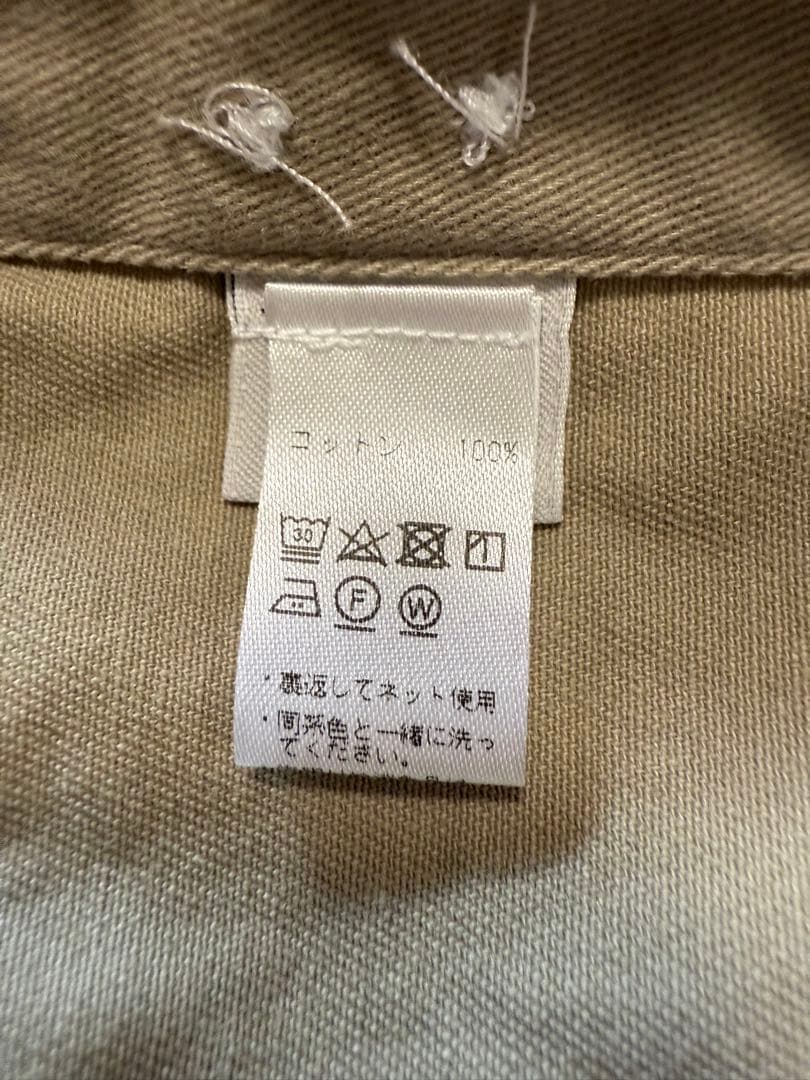 コットン 100%
30
F W
・裏返してネット使用
・同系色と一緒に洗っ
てください。